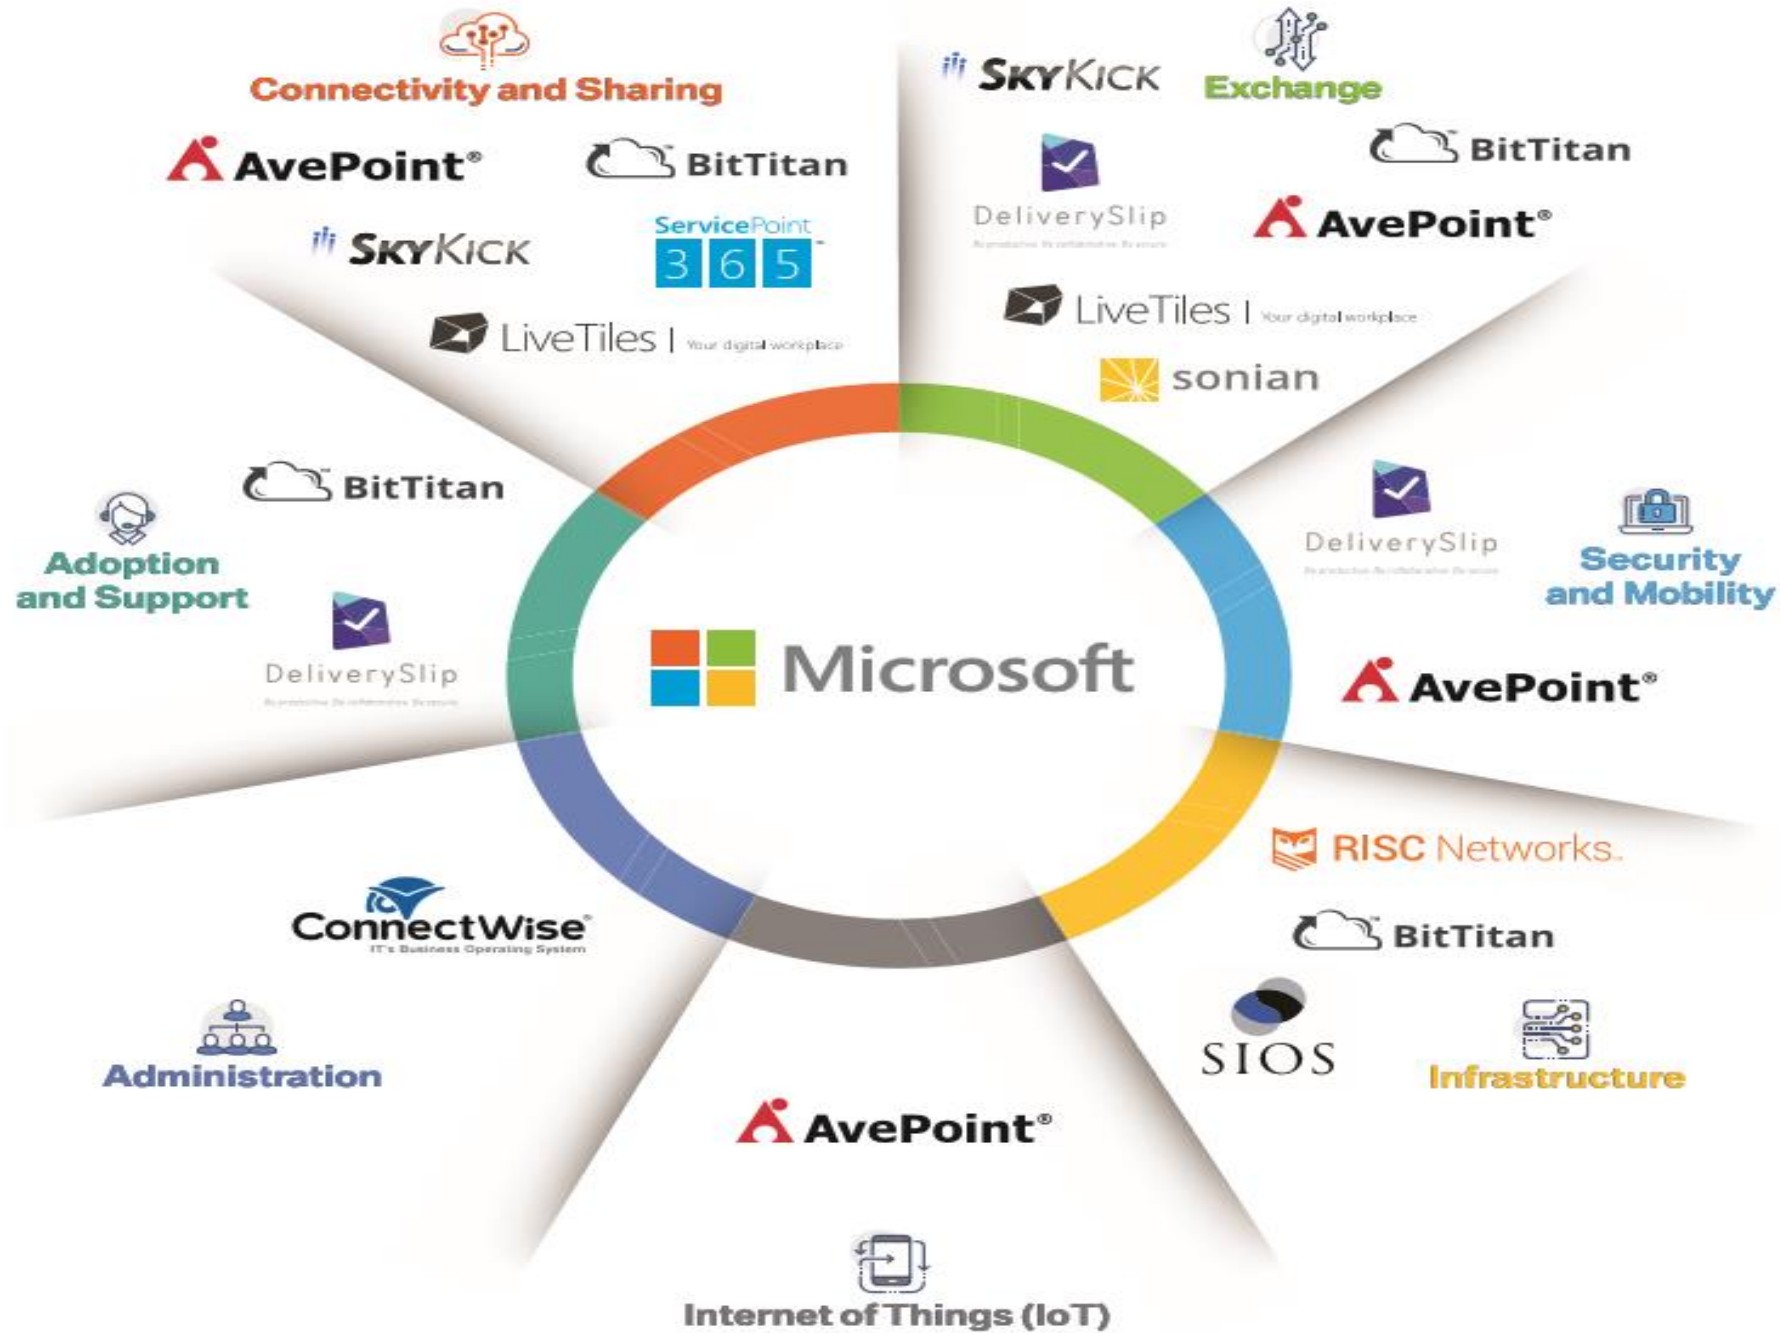 Connectivity and Sharing
AvePoint®
BitTitan
SKYKICK
ServicePoint
365™
LiveTiles | Your digital workplace
SKYKICK
Exchange
DeliverySlip
BitTitan
AvePoint®
LiveTiles | Your digital workplace
sonian
Adoption
and Support
BitTitan
DeliverySlip
Microsoft
DeliverySlip
Security
and Mobility
AvePoint®
ConnectWise®
IT's Business Operating System
Administration
RISC Networks
BitTitan
SIOS
Infrastructure
AvePoint®
Internet of Things (IoT)